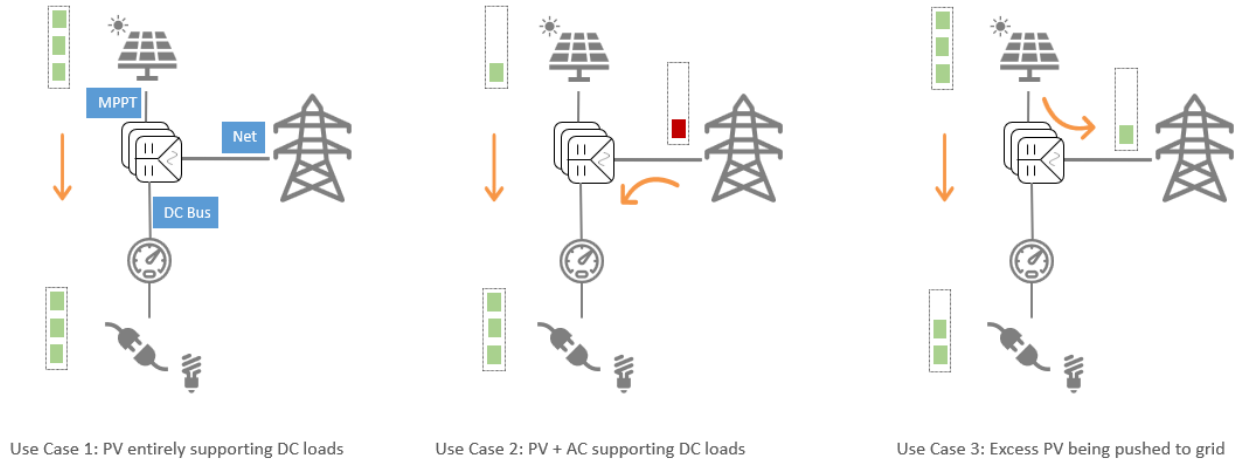 MPPT
Net
DC Bus
Use Case 1: PV entirely supporting DC loads
Use Case 2: PV + AC supporting DC loads
Use Case 3: Excess PV being pushed to grid